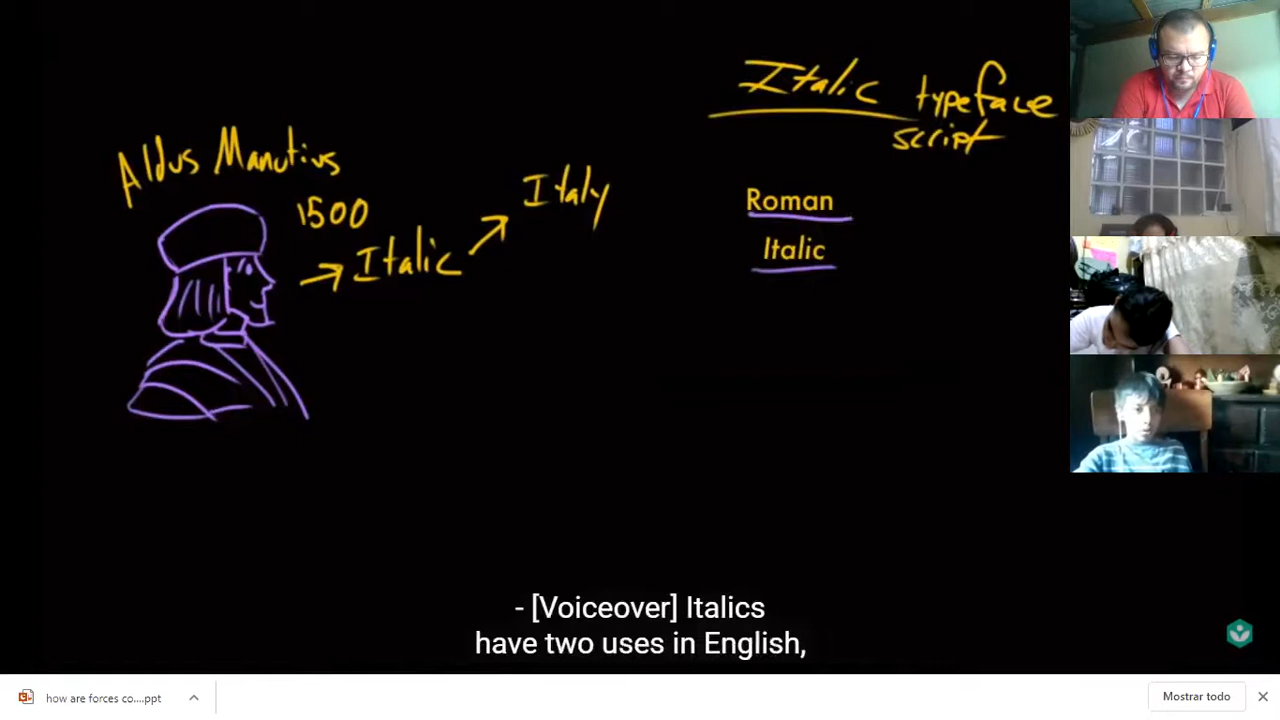 Italic typeface
script
Aldus Manutius
1500
Italic
Italy
Roman
Italic
- [Voiceover] Italics
have two uses in English,
how are forces co....ppt
Mostrar todo